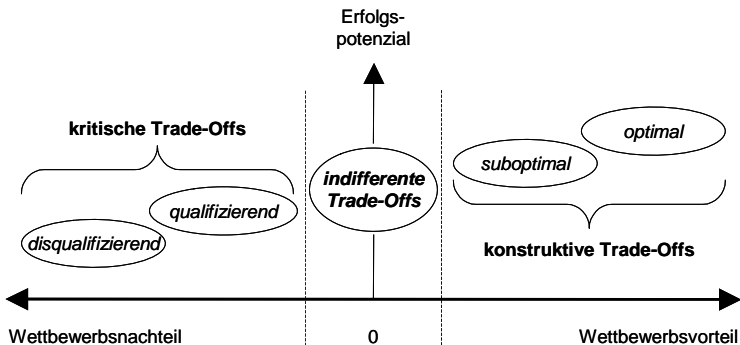 Erfolgs-
potenzial
kritische Trade-Offs
optimal
suboptimal
indifferente
Trade-Offs
qualifizierend
disqualifizierend
konstruktive Trade-Offs
Wettbewerbsnachteil
0
Wettbewerbsvorteil